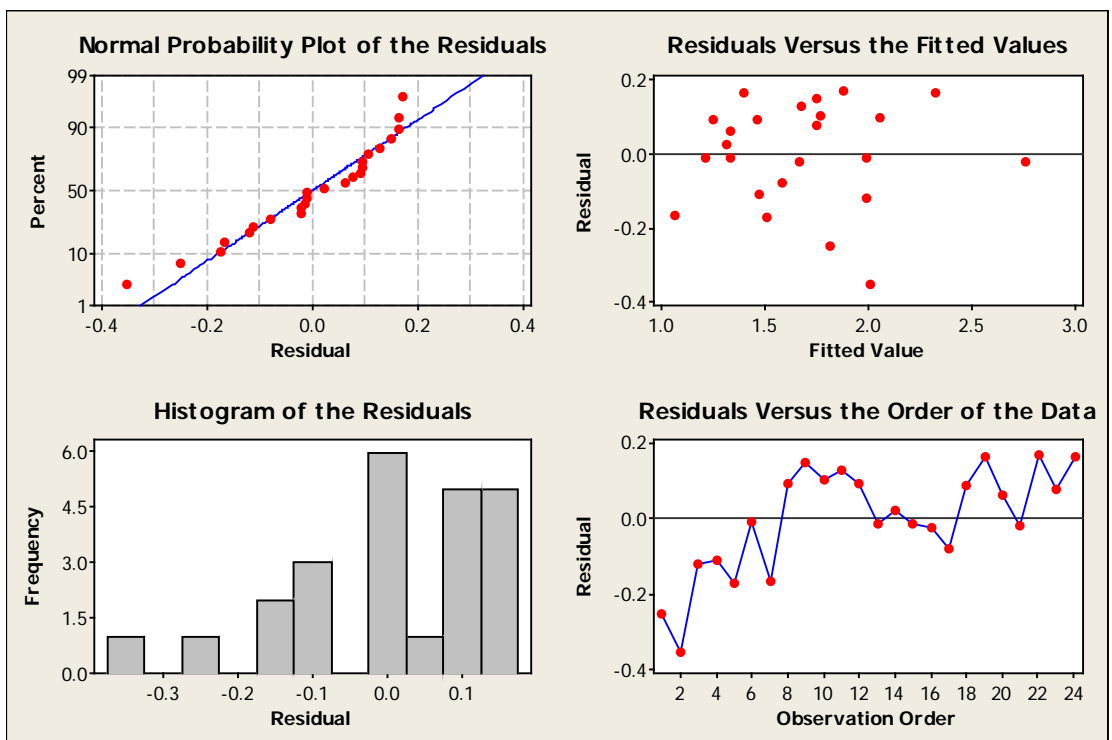 Normal Probability Plot of the Residuals
99
90
50
10
1
Percent
-0.4 -0.2 0.0 0.2 0.4
Residual
Residuals Versus the Fitted Values
0.2
0.0
-0.2
-0.4
Residual
1.0 1.5 2.0 2.5 3.0
Fitted Value
Histogram of the Residuals
6.0
4.5
3.0
1.5
0.0
Frequency
-0.3 -0.2 -0.1 0.0 0.1
Residual
Residuals Versus the Order of the Data
0.2
0.0
-0.2
-0.4
Residual
2 4 6 8 10 12 14 16 18 20 22 24
Observation Order